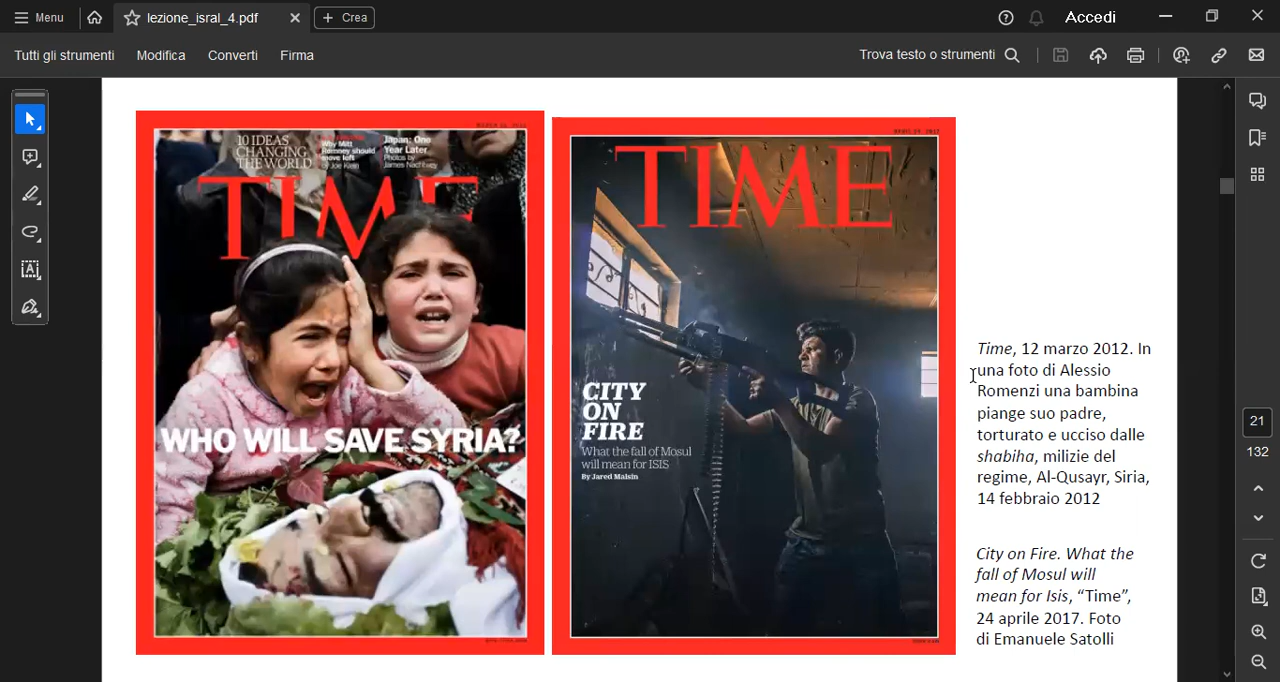 Menu
lezione_isral_4.pdf
Crea
Accedi
Tutti gli strumenti
Modifica
Converti
Firma
Trova testo o strumenti
10 IDEAS
CHANGING
THE WORLD
Why Mitt
Romney should
move left
by Joe Klein
Japan: One
Year Later
Photos by
James Nachtwey
TIME
WHO WILL SAVE SYRIA?
TIME
CITY
ON
FIRE
What the fall of Mosul
will mean for ISIS
By Jared Malsin
Time, 12 marzo 2012. In
una foto di Alessio
Romenzi una bambina
piange suo padre,
torturato e ucciso dalle
shabiha, milizie del
regime, Al-Qusayr, Siria,
14 febbraio 2012
City on Fire. What the
fall of Mosul will
mean for Isis, “Time”,
24 aprile 2017. Foto
di Emanuele Satolli
21
132